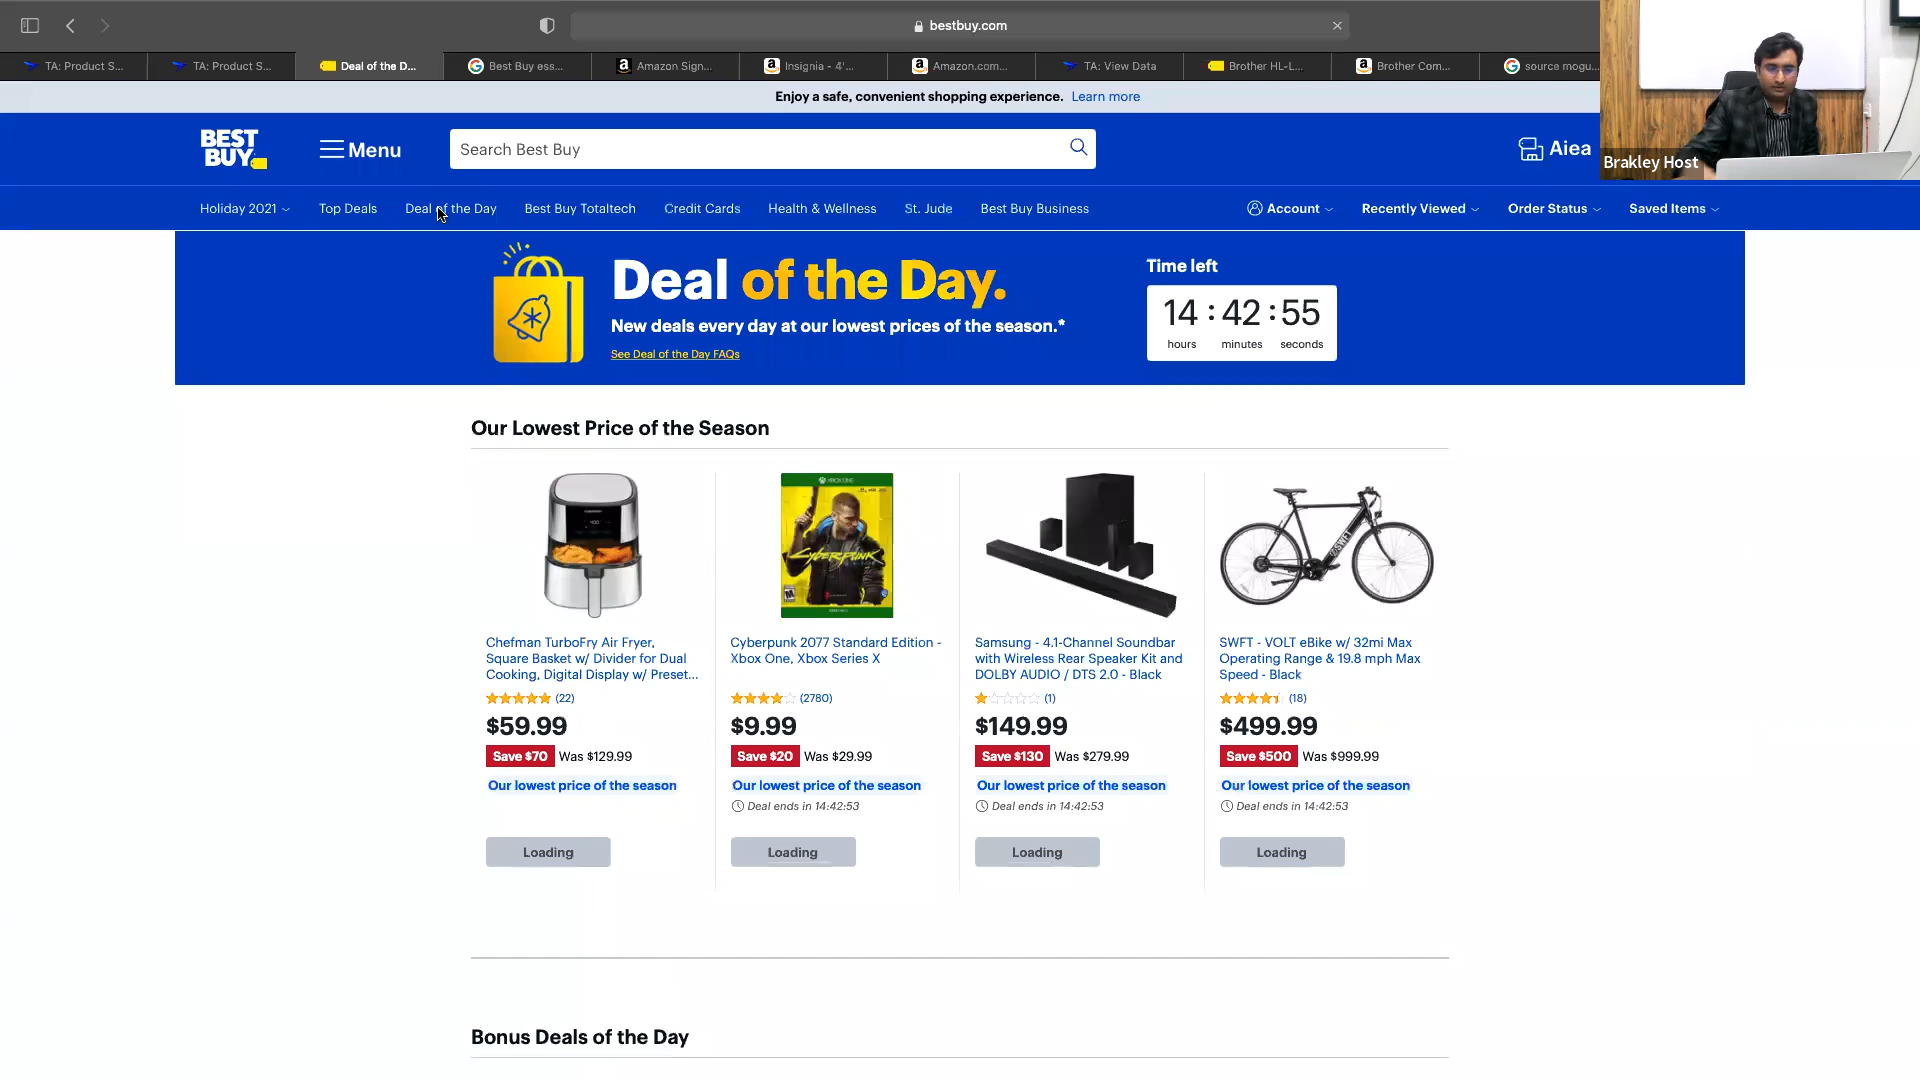 bestbuy.com
TA: Product S...
TA: Product S...
Deal of the D...
Best Buy ess...
Amazon Sign...
Insignia - 4'...
Amazon.com...
TA: View Data
Brother HL-L...
Brother Com...
source mogu...
Enjoy a safe, convenient shopping experience. Learn more
BEST BUY
Menu
Search Best Buy
Aiea
Brakley Host
Holiday 2021
Top Deals
Deal of the Day
Best Buy Totaltech
Credit Cards
Health & Wellness
St. Jude
Best Buy Business
Account
Recently Viewed
Order Status
Saved Items
Deal of the Day.
New deals every day at our lowest prices of the season.*
See Deal of the Day FAQs
Time left
14 : 42 : 55
hours minutes seconds
Our Lowest Price of the Season
Chefman TurboFry Air Fryer,
Square Basket w/ Divider for Dual
Cooking, Digital Display w/ Preset...
(22)
$59.99
Save $70 Was $129.99
Our lowest price of the season
Loading
XBOX ONE
Cyberpunk
Cyberpunk 2077 Standard Edition -
Xbox One, Xbox Series X
(2780)
$9.99
Save $20 Was $29.99
Our lowest price of the season
Deal ends in 14:42:53
Loading
Samsung - 4.1-Channel Soundbar
with Wireless Rear Speaker Kit and
DOLBY AUDIO / DTS 2.0 - Black
(1)
$149.99
Save $130 Was $279.99
Our lowest price of the season
Deal ends in 14:42:53
Loading
SWFT
SWFT - VOLT eBike w/ 32mi Max
Operating Range & 19.8 mph Max
Speed - Black
(18)
$499.99
Save $500 Was $999.99
Our lowest price of the season
Deal ends in 14:42:53
Loading
Bonus Deals of the Day